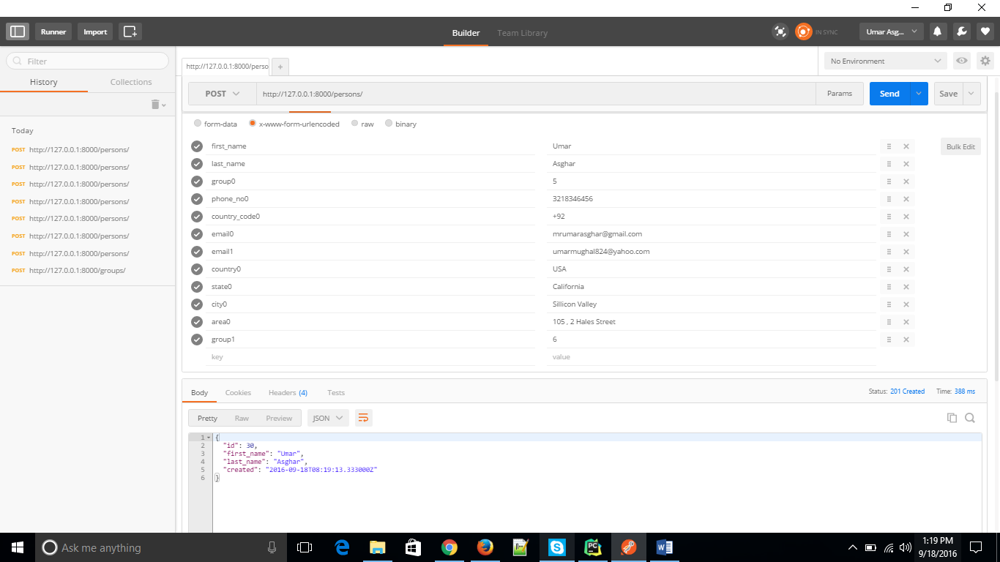 Runner Import Builder Team Library IN SYNC Umar Asg...
Filter
History Collections
Today
POST http://127.0.0.1:8000/persons/
POST http://127.0.0.1:8000/persons/
POST http://127.0.0.1:8000/persons/
POST http://127.0.0.1:8000/persons/
POST http://127.0.0.1:8000/persons/
POST http://127.0.0.1:8000/persons/
POST http://127.0.0.1:8000/persons/
POST http://127.0.0.1:8000/groups/
http://127.0.0.1:8000/perso + No Environment
POST http://127.0.0.1:8000/persons/ Params Send Save
form-data x-www-form-urlencoded raw binary
first_name Umar Bulk Edit
last_name Asghar
group0 5
phone_no0 3218346456
country_code0 +92
email0 mrumarasghar@gmail.com
email1 umarmughal824@yahoo.com
country0 USA
state0 California
city0 Sillicon Valley
area0 105 , 2 Hales Street
group1 6
key value
Body Cookies Headers (4) Tests Status: 201 Created Time: 388 ms
Pretty Raw Preview JSON
1 {
2 "id": 30,
3 "first_name": "Umar",
4 "last_name": "Asghar",
5 "created": "2016-09-18T08:19:13.333000Z"
6 }
Ask me anything
PC
1:19 PM
9/18/2016